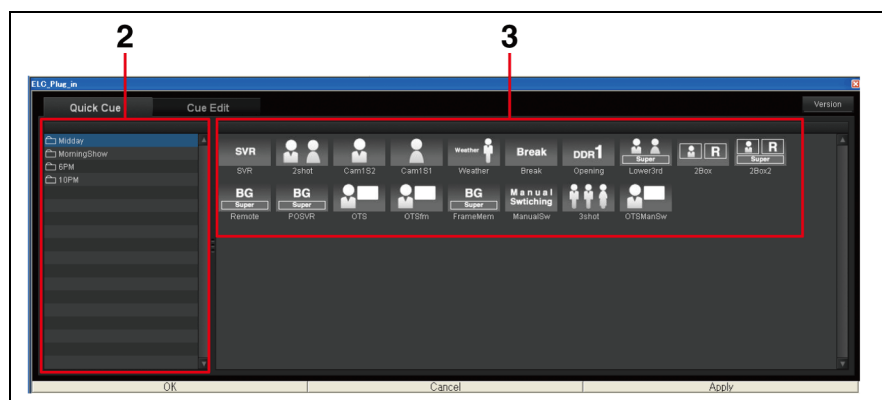 2 3
ELC_Plug_in
Quick Cue Cue Edit Version
Midday
MorningShow
6PM
10PM
SVR Weather Break DDR1 Super R R Super
SVR 2shot Cam1S2 Cam1S1 Weather Break Opening Lower3rd 2Box 2Box2
BG Super BG Super BG Super Manual Swtiching
Remote POSVR OTS OTSfm FrameMem ManualSw 3shot OTSManSw
OK Cancel Apply